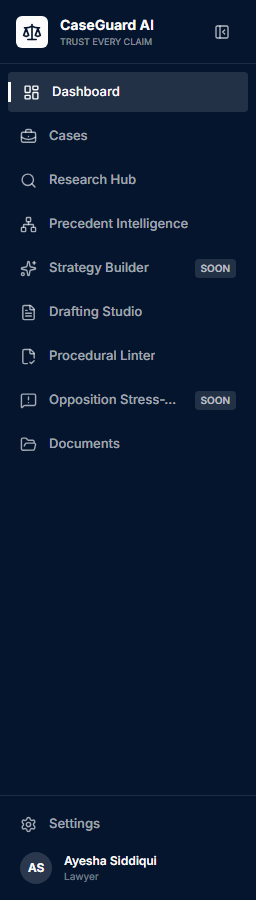 CaseGuard AI
TRUST EVERY CLAIM
Dashboard
Cases
Research Hub
Precedent Intelligence
Strategy Builder SOON
Drafting Studio
Procedural Linter
Opposition Stress-... SOON
Documents
Settings
AS Ayesha Siddiqui
Lawyer